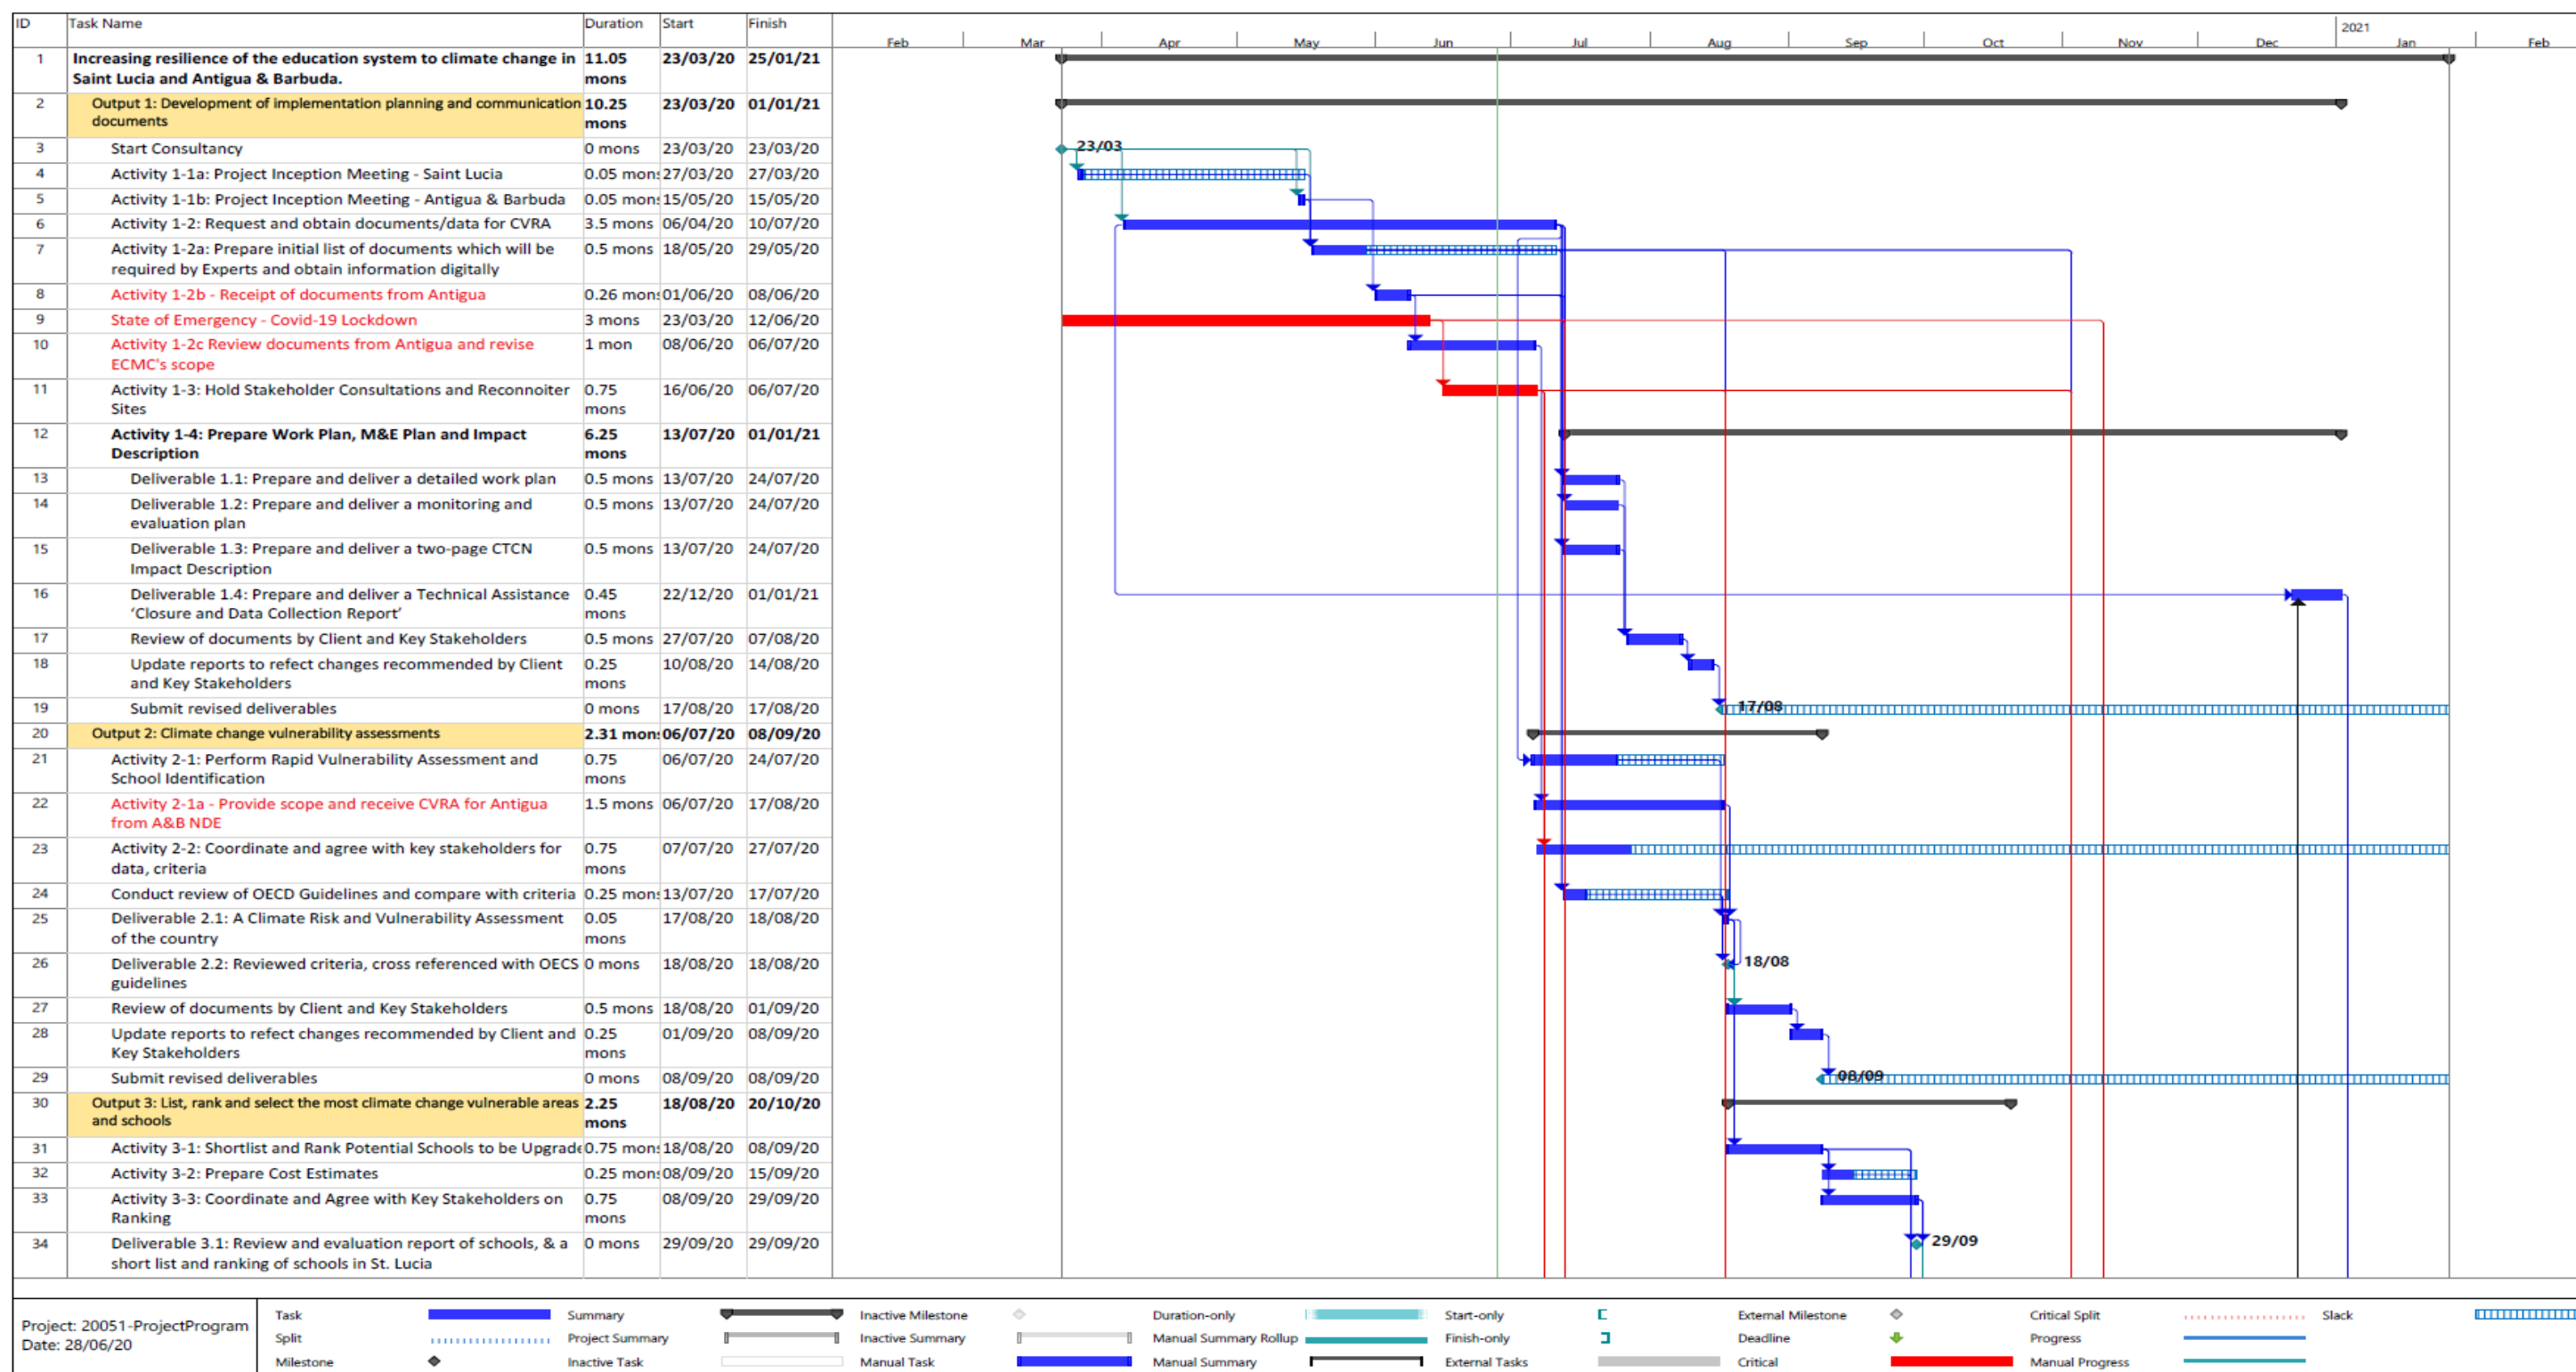 ID Task Name Duration Start Finish
Feb Mar Apr May Jun Jul Aug Sep Oct Nov Dec 2021 Jan Feb
1 Increasing resilience of the education system to climate change in 11.05 23/03/20 25/01/21
Saint Lucia and Antigua & Barbuda. mons
2 Output 1: Development of implementation planning and communication 10.25 23/03/20 01/01/21
documents mons
3 Start Consultancy 0 mons 23/03/20 23/03/20 23/03
4 Activity 1-1a: Project Inception Meeting - Saint Lucia 0.05 mons 27/03/20 27/03/20
5 Activity 1-1b: Project Inception Meeting - Antigua & Barbuda 0.05 mons 15/05/20 15/05/20
6 Activity 1-2: Request and obtain documents/data for CVRA 3.5 mons 06/04/20 10/07/20
7 Activity 1-2a: Prepare initial list of documents which will be 0.5 mons 18/05/20 29/05/20
required by Experts and obtain information digitally
8 Activity 1-2b - Receipt of documents from Antigua 0.26 mons 01/06/20 08/06/20
9 State of Emergency - Covid-19 Lockdown 3 mons 23/03/20 12/06/20
10 Activity 1-2c Review documents from Antigua and revise 1 mon 08/06/20 06/07/20
ECMC's scope
11 Activity 1-3: Hold Stakeholder Consultations and Reconnoiter 0.75 16/06/20 06/07/20
Sites mons
12 Activity 1-4: Prepare Work Plan, M&E Plan and Impact 6.25 13/07/20 01/01/21
Description mons
13 Deliverable 1.1: Prepare and deliver a detailed work plan 0.5 mons 13/07/20 24/07/20
14 Deliverable 1.2: Prepare and deliver a monitoring and 0.5 mons 13/07/20 24/07/20
evaluation plan
15 Deliverable 1.3: Prepare and deliver a two-page CTCN 0.5 mons 13/07/20 24/07/20
Impact Description
16 Deliverable 1.4: Prepare and deliver a Technical Assistance 0.45 22/12/20 01/01/21
‘Closure and Data Collection Report’ mons
17 Review of documents by Client and Key Stakeholders 0.5 mons 27/07/20 07/08/20
18 Update reports to refect changes recommended by Client 0.25 10/08/20 14/08/20
and Key Stakeholders mons
19 Submit revised deliverables 0 mons 17/08/20 17/08/20 17/08
20 Output 2: Climate change vulnerability assessments 2.31 mons 06/07/20 08/09/20
21 Activity 2-1: Perform Rapid Vulnerability Assessment and 0.75 06/07/20 24/07/20
School Identification mons
22 Activity 2-1a - Provide scope and receive CVRA for Antigua 1.5 mons 06/07/20 17/08/20
from A&B NDE
23 Activity 2-2: Coordinate and agree with key stakeholders for 0.75 07/07/20 27/07/20
data, criteria mons
24 Conduct review of OECD Guidelines and compare with criteria 0.25 mons 13/07/20 17/07/20
25 Deliverable 2.1: A Climate Risk and Vulnerability Assessment 0.05 17/08/20 18/08/20
of the country mons
26 Deliverable 2.2: Reviewed criteria, cross referenced with OECS 0 mons 18/08/20 18/08/20 18/08
guidelines
27 Review of documents by Client and Key Stakeholders 0.5 mons 18/08/20 01/09/20
28 Update reports to refect changes recommended by Client and 0.25 01/09/20 08/09/20
Key Stakeholders mons
29 Submit revised deliverables 0 mons 08/09/20 08/09/20 08/09
30 Output 3: List, rank and select the most climate change vulnerable areas 2.25 18/08/20 20/10/20
and schools mons
31 Activity 3-1: Shortlist and Rank Potential Schools to be Upgrade 0.75 mons 18/08/20 08/09/20
32 Activity 3-2: Prepare Cost Estimates 0.25 mons 08/09/20 15/09/20
33 Activity 3-3: Coordinate and Agree with Key Stakeholders on 0.75 08/09/20 29/09/20
Ranking mons
34 Deliverable 3.1: Review and evaluation report of schools, & a 0 mons 29/09/20 29/09/20 29/09
short list and ranking of schools in St. Lucia
Project: 20051-ProjectProgram
Date: 28/06/20
Task Summary Inactive Milestone Duration-only Start-only External Milestone Critical Split Slack
Split Project Summary Inactive Summary Manual Summary Rollup Finish-only Deadline Progress
Milestone Inactive Task Manual Task Manual Summary External Tasks Critical Manual Progress